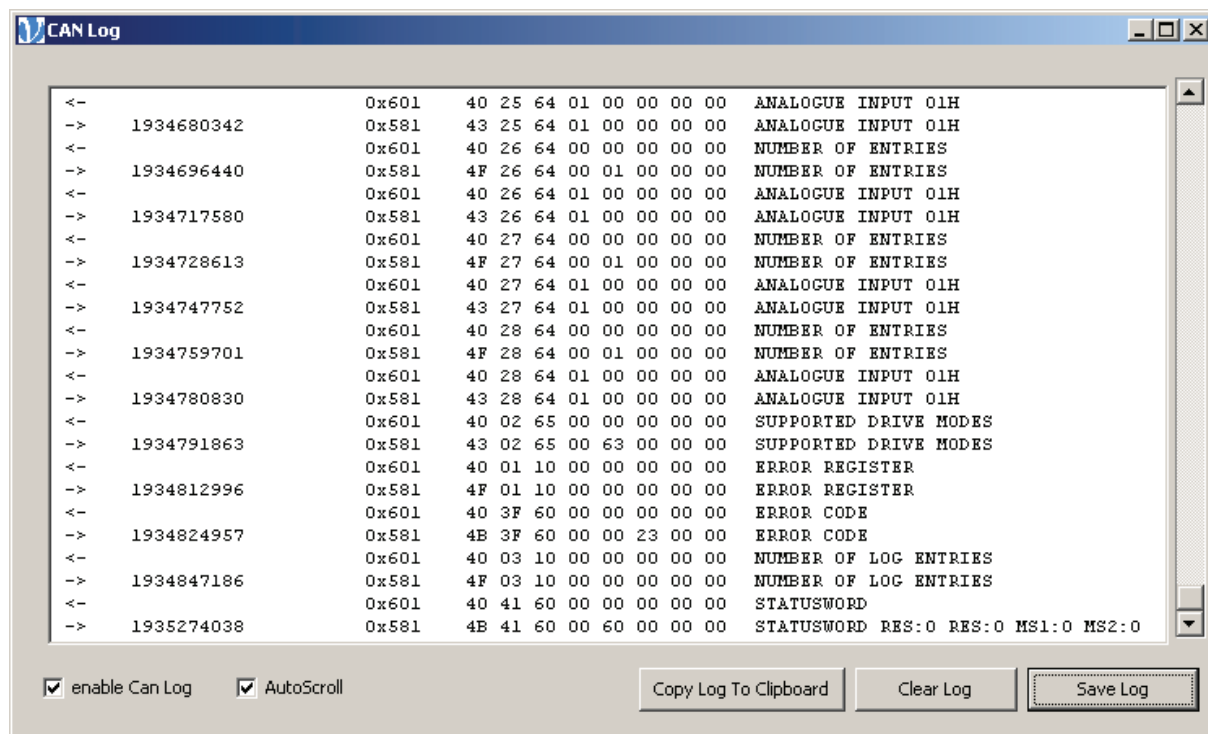 CAN Log
<- 0x601 40 25 64 01 00 00 00 00 ANALOGUE INPUT 01H
-> 1934680342 0x581 43 25 64 01 00 00 00 00 ANALOGUE INPUT 01H
<- 0x601 40 26 64 00 00 00 00 00 NUMBER OF ENTRIES
-> 1934696440 0x581 4F 26 64 00 01 00 00 00 NUMBER OF ENTRIES
<- 0x601 40 26 64 01 00 00 00 00 ANALOGUE INPUT 01H
-> 1934717580 0x581 43 26 64 01 00 00 00 00 ANALOGUE INPUT 01H
<- 0x601 40 27 64 00 00 00 00 00 NUMBER OF ENTRIES
-> 1934728613 0x581 4F 27 64 00 01 00 00 00 NUMBER OF ENTRIES
<- 0x601 40 27 64 01 00 00 00 00 ANALOGUE INPUT 01H
-> 1934747752 0x581 43 27 64 01 00 00 00 00 ANALOGUE INPUT 01H
<- 0x601 40 28 64 00 00 00 00 00 NUMBER OF ENTRIES
-> 1934759701 0x581 4F 28 64 00 01 00 00 00 NUMBER OF ENTRIES
<- 0x601 40 28 64 01 00 00 00 00 ANALOGUE INPUT 01H
-> 1934780830 0x581 43 28 64 01 00 00 00 00 ANALOGUE INPUT 01H
<- 0x601 40 02 65 00 00 00 00 00 SUPPORTED DRIVE MODES
-> 1934791863 0x581 43 02 65 00 63 00 00 00 SUPPORTED DRIVE MODES
<- 0x601 40 01 10 00 00 00 00 00 ERROR REGISTER
-> 1934812996 0x581 4F 01 10 00 00 00 00 00 ERROR REGISTER
<- 0x601 40 3F 60 00 00 00 00 00 ERROR CODE
-> 1934824957 0x581 4B 3F 60 00 00 23 00 00 ERROR CODE
<- 0x601 40 03 10 00 00 00 00 00 NUMBER OF LOG ENTRIES
-> 1934847186 0x581 4F 03 10 00 00 00 00 00 NUMBER OF LOG ENTRIES
<- 0x601 40 41 60 00 00 00 00 00 STATUSWORD
-> 1935274038 0x581 4B 41 60 00 60 00 00 00 STATUSWORD RES:0 RES:0 MS1:0 MS2:0
enable Can Log AutoScroll Copy Log To Clipboard Clear Log Save Log